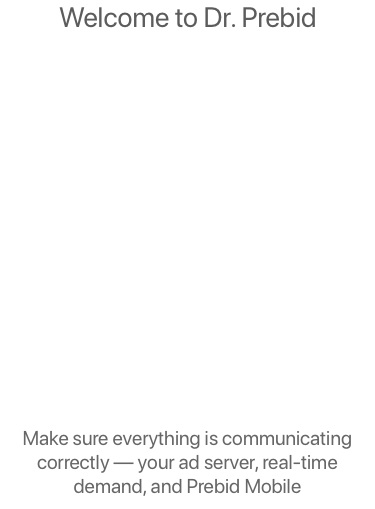 Welcome to Dr. Prebid
Make sure everything is communicating
correctly — your ad server, real-time
demand, and Prebid Mobile